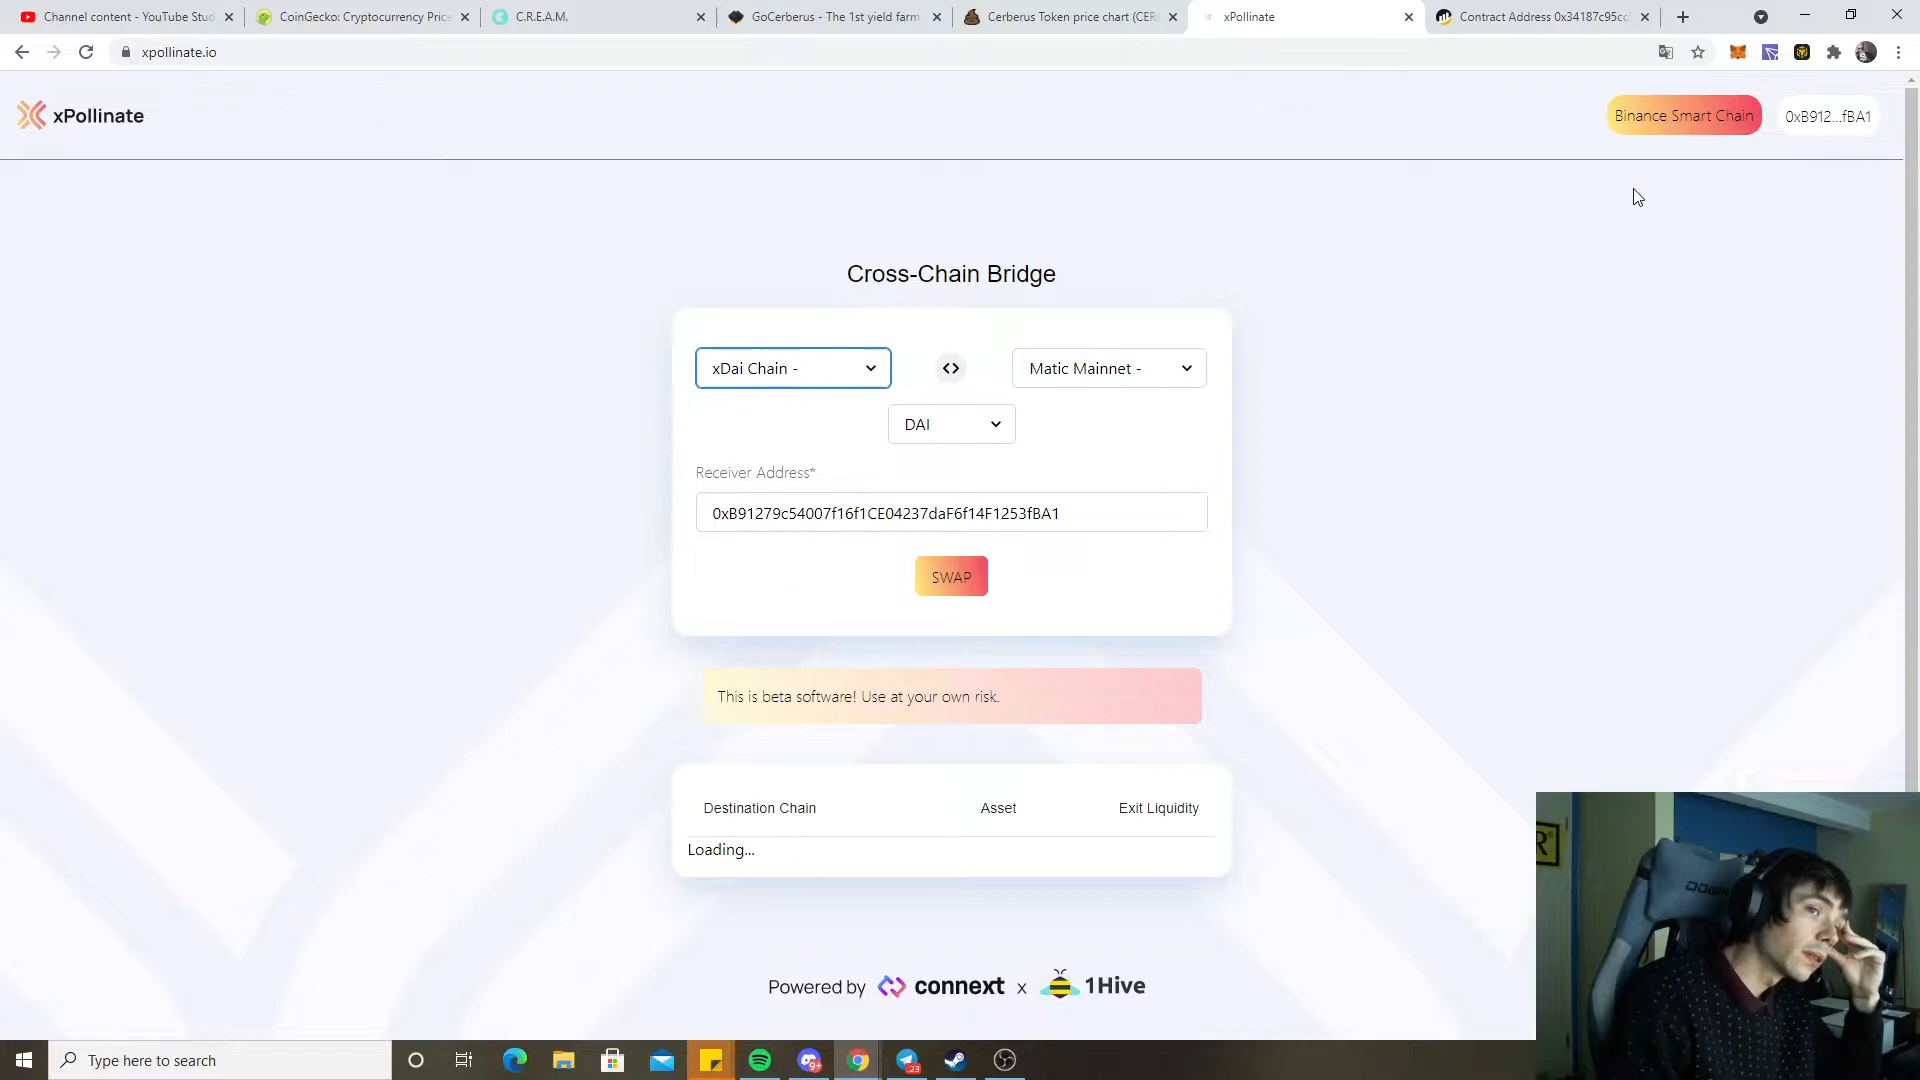 Channel content - YouTube Stud
CoinGecko: Cryptocurrency Price
C.R.E.A.M.
GoCerberus - The 1st yield farm
Cerberus Token price chart (CER
xPollinate
Contract Address 0x34187c95cc
xpollinate.io
xPollinate
Binance Smart Chain
0xB912...fBA1
Cross-Chain Bridge
xDai Chain -
Matic Mainnet -
DAI
Receiver Address*
0xB91279c54007f16f1CE04237daF6f14F1253fBA1
SWAP
This is beta software! Use at your own risk.
Destination Chain
Asset
Exit Liquidity
Loading...
Powered by connext x 1Hive
Type here to search
9+
23